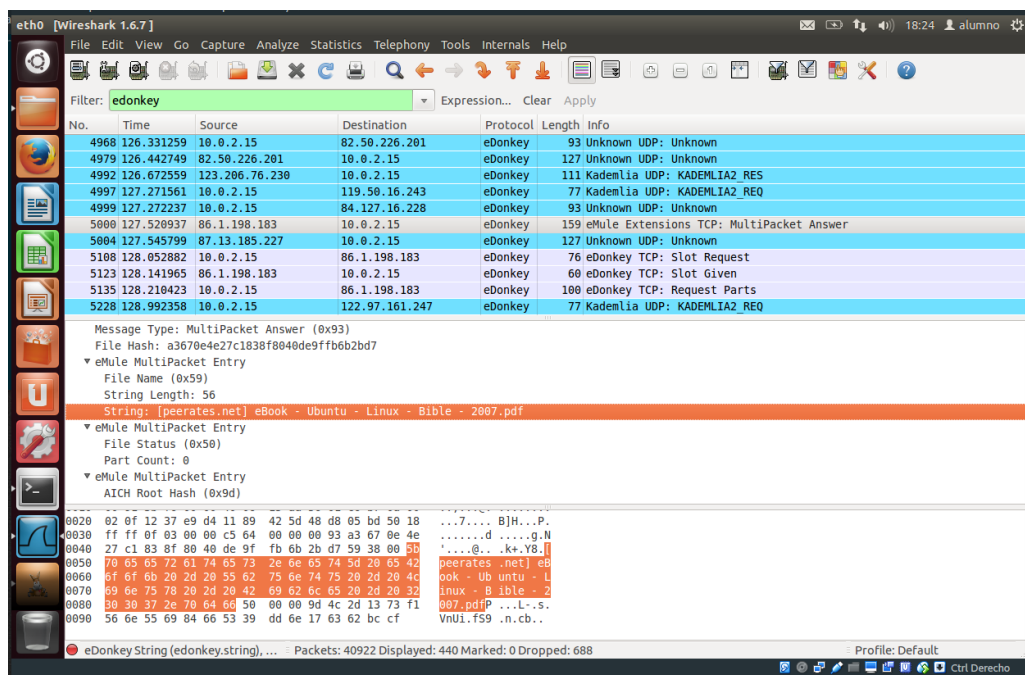 eth0 [Wireshark 1.6.7 ] 18:24 alumno
File Edit View Go Capture Analyze Statistics Telephony Tools Internals Help
Filter: edonkey Expression... Clear Apply
No. Time Source Destination Protocol Length Info
4968 126.331259 10.0.2.15 82.50.226.201 eDonkey 93 Unknown UDP: Unknown
4979 126.442749 82.50.226.201 10.0.2.15 eDonkey 127 Unknown UDP: Unknown
4992 126.672559 123.206.76.230 10.0.2.15 eDonkey 111 Kademlia UDP: KADEMLIA2_RES
4997 127.271561 10.0.2.15 119.50.16.243 eDonkey 77 Kademlia UDP: KADEMLIA2_REQ
4999 127.272237 10.0.2.15 84.127.16.228 eDonkey 93 Unknown UDP: Unknown
5000 127.520937 86.1.198.183 10.0.2.15 eDonkey 159 eMule Extensions TCP: MultiPacket Answer
5004 127.545799 87.13.185.227 10.0.2.15 eDonkey 127 Unknown UDP: Unknown
5108 128.052882 10.0.2.15 86.1.198.183 eDonkey 76 eDonkey TCP: Slot Request
5123 128.141965 86.1.198.183 10.0.2.15 eDonkey 60 eDonkey TCP: Slot Given
5135 128.210423 10.0.2.15 86.1.198.183 eDonkey 100 eDonkey TCP: Request Parts
5228 128.992358 10.0.2.15 122.97.161.247 eDonkey 77 Kademlia UDP: KADEMLIA2_REQ
Message Type: MultiPacket Answer (0x93)
File Hash: a3670e4e27c1838f8040de9ffb6b2bd7
eMule MultiPacket Entry
File Name (0x59)
String Length: 56
String: [peerates.net] eBook - Ubuntu - Linux - Bible - 2007.pdf
eMule MultiPacket Entry
File Status (0x50)
Part Count: 0
eMule MultiPacket Entry
AICH Root Hash (0x9d)
0020 02 0f 12 37 e9 d4 11 89 42 5d 48 d8 05 bd 50 18 ...7.... B]H...P.
0030 ff ff 0f 03 00 00 c5 64 00 00 00 93 a3 67 0e 4e .......d .....g.N
0040 27 c1 83 8f 80 40 de 9f fb 6b 2b d7 59 38 00 5b '....@.. .k+.Y8.[
0050 70 65 65 72 61 74 65 73 2e 6e 65 74 5d 20 65 42 peerates .net] eB
0060 6f 6f 6b 20 2d 20 55 62 75 6e 74 75 20 2d 20 4c ook - Ub untu - L
0070 69 6e 75 78 20 2d 20 42 69 62 6c 65 20 2d 20 32 inux - B ible - 2
0080 30 30 37 2e 70 64 66 50 00 00 9d 4c 2d 13 73 f1 007.pdfP ...L-.s.
0090 56 6e 55 69 84 66 53 39 dd 6e 17 63 62 bc cf VnUi.fS9 .n.cb..
eDonkey String (edonkey.string), ... Packets: 40922 Displayed: 440 Marked: 0 Dropped: 688 Profile: Default
Ctrl Derecho